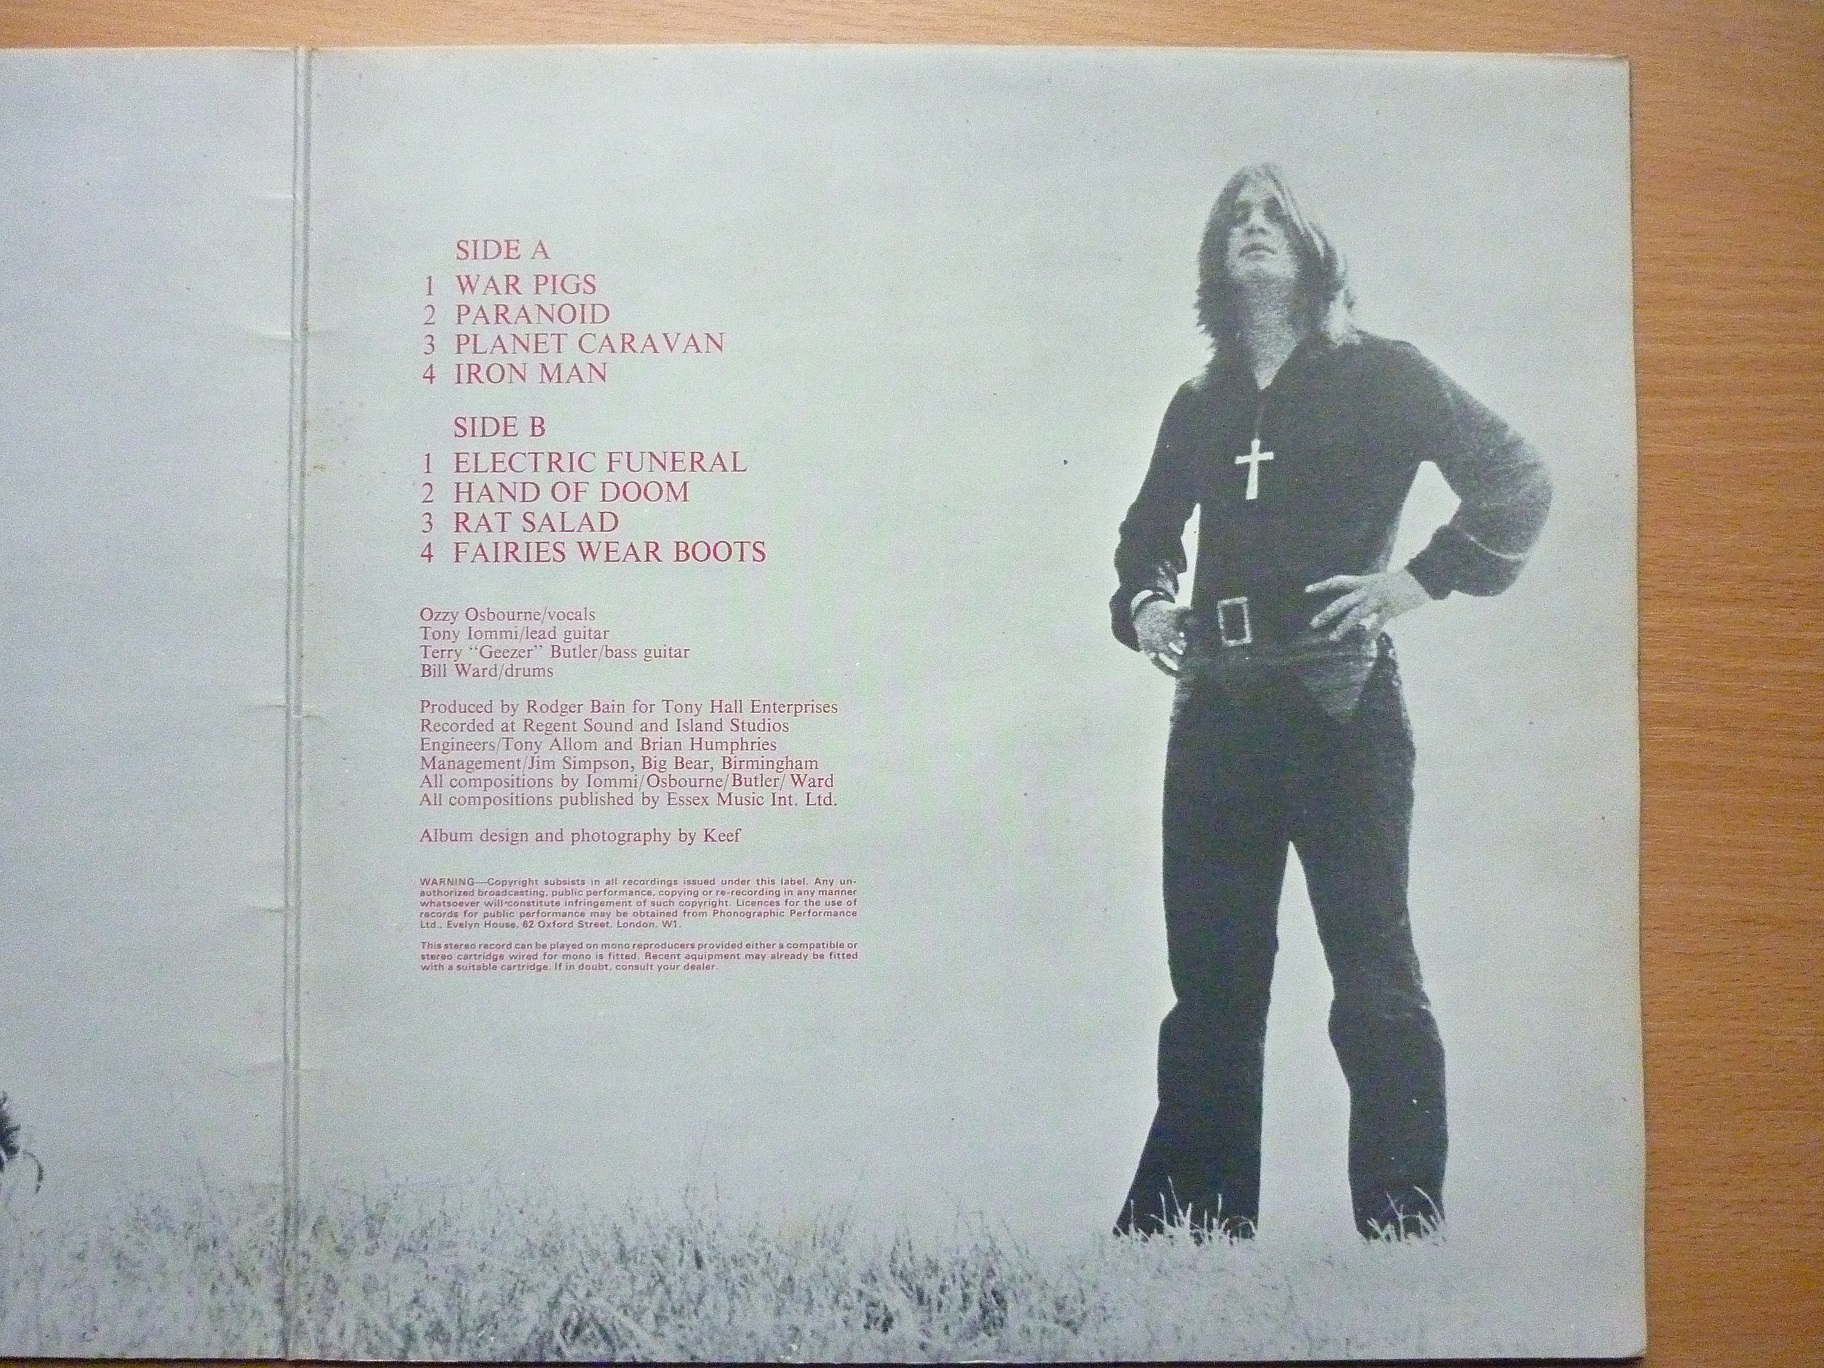 SIDE A
1 WAR PIGS
2 PARANOID
3 PLANET CARAVAN
4 IRON MAN
SIDE B
1 ELECTRIC FUNERAL
2 HAND OF DOOM
3 RAT SALAD
4 FAIRIES WEAR BOOTS
Ozzy Osbourne/vocals
Tony Iommi/lead guitar
Terry “Geezer” Butler/bass guitar
Bill Ward/drums
Produced by Rodger Bain for Tony Hall Enterprises
Recorded at Regent Sound and Island Studios
Engineers/Tony Allom and Brian Humphries
Management/Jim Simpson, Big Bear, Birmingham
All compositions by Iommi/Osbourne/Butler/ Ward
All compositions published by Essex Music Int. Ltd.
Album design and photography by Keef
WARNING—Copyright subsists in all recordings issued under this label. Any un-
authorized broadcasting, public performance, copying or re-recording in any manner
whatsoever will constitute infringement of such copyright. Licences for the use of
records for public performance may be obtained from Phonographic Performance
Ltd., Evelyn House, 62 Oxford Street, London, W1.
This stereo record can be played on mono reproducers provided either a compatible or
stereo cartridge wired for mono is fitted. Recent equipment may already be fitted
with a suitable cartridge. If in doubt, consult your dealer.